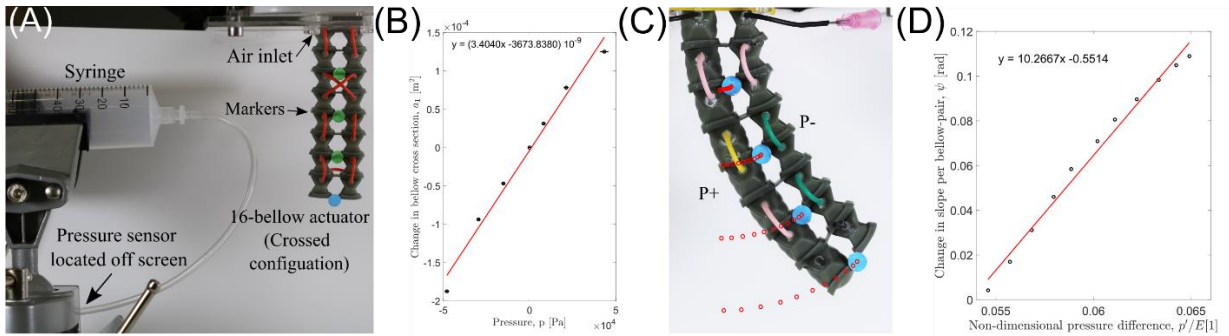 (A)
Syringe
40 30 20 10
Air inlet
Markers
16-bellow actuator
(Crossed
configuation)
Pressure sensor
located off screen
(B)
×10⁻⁴
y = (3.4040x -3673.8380) 10⁻⁹
Change in bellow cross section, a₁ [m²]
1.5
1
0.5
0
-0.5
-1
-1.5
-2
-5 0 5
×10⁴
Pressure, p [Pa]
(C)
P-
P+
(D)
y = 10.2667x -0.5514
Change in slope per bellow-pair, ψ [rad]
0.12
0.1
0.08
0.06
0.04
0.02
0
0.055 0.06 0.065
Non-dimensional pressure difference, p′/E[1]